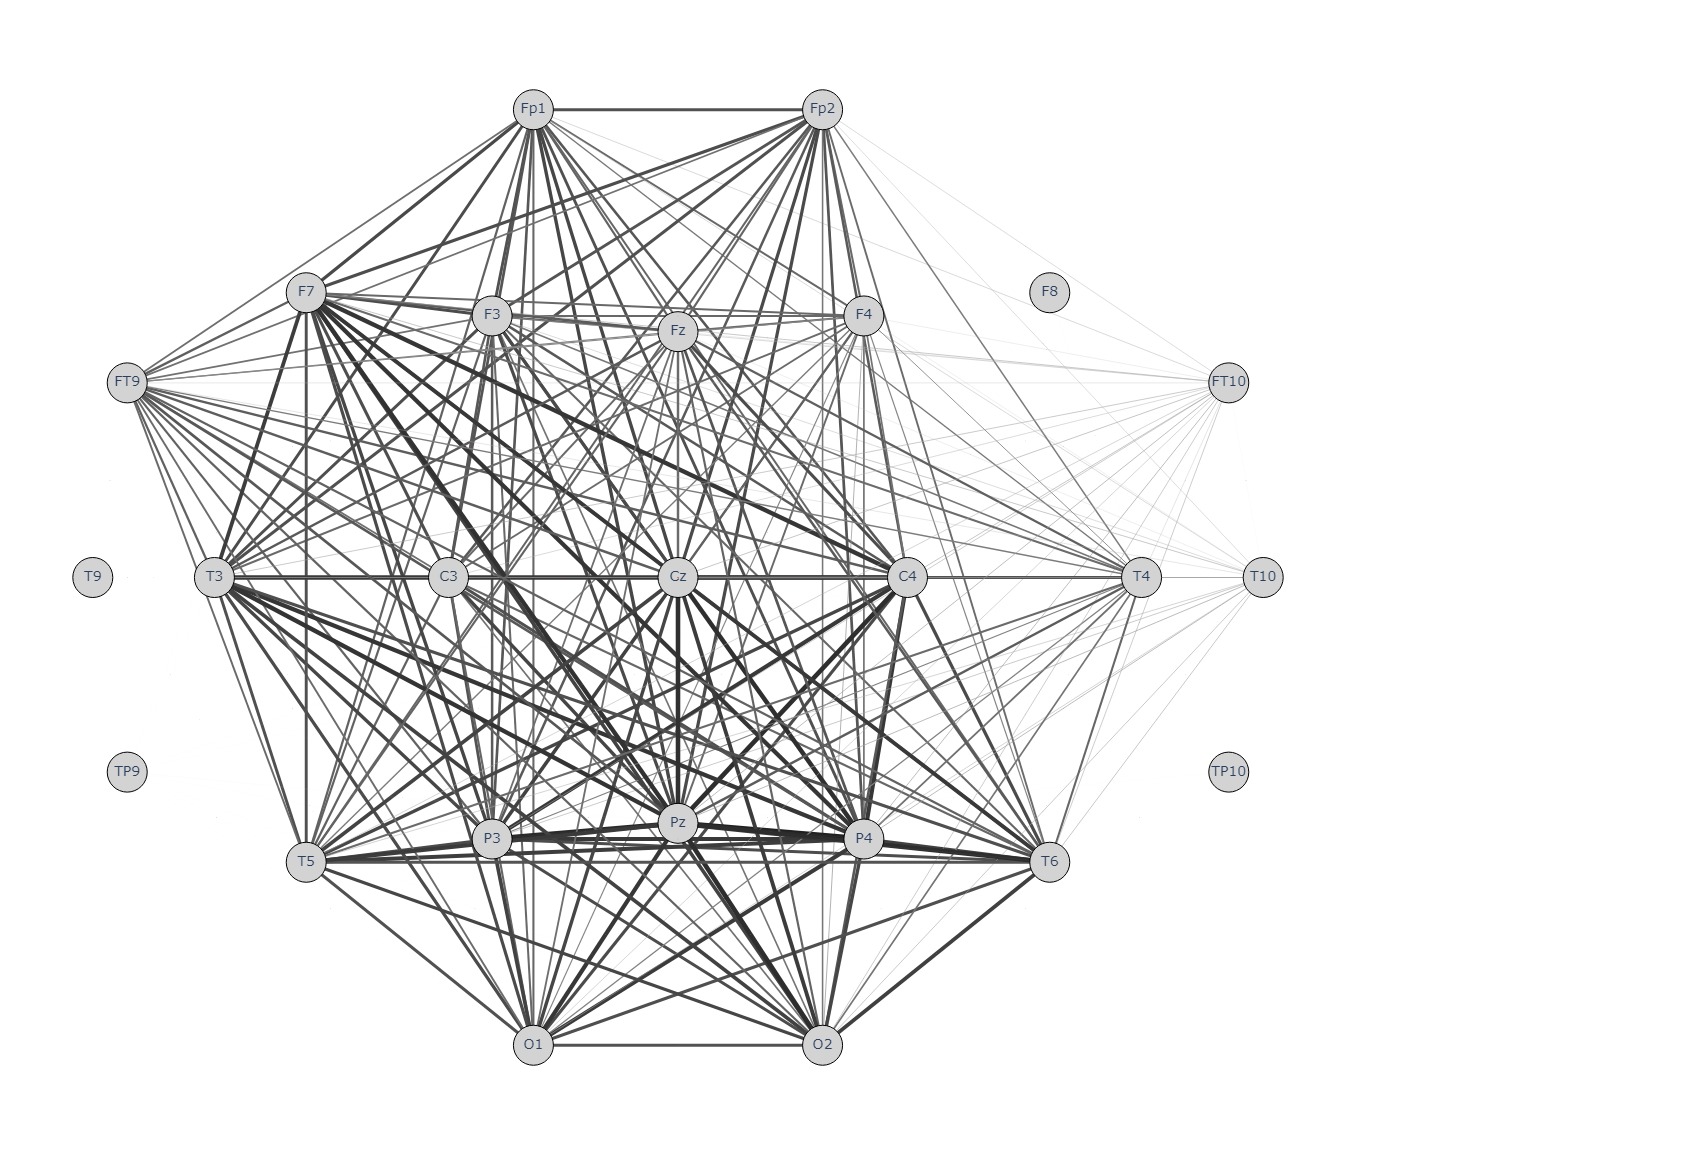 Fp1 Fp2
F7 F3 Fz F4 F8
FT9 FT10
T9 T3 C3 Cz C4 T4 T10
TP9 TP10
T5 P3 Pz P4 T6
O1 O2